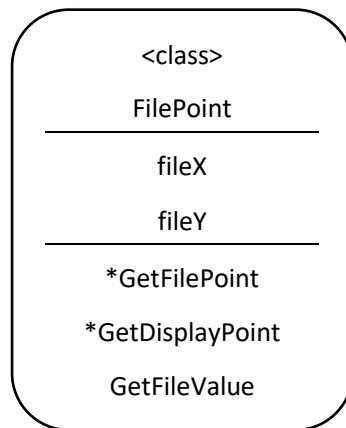 <class>
FilePoint
fileX
fileY
*GetFilePoint
*GetDisplayPoint
GetFileValue